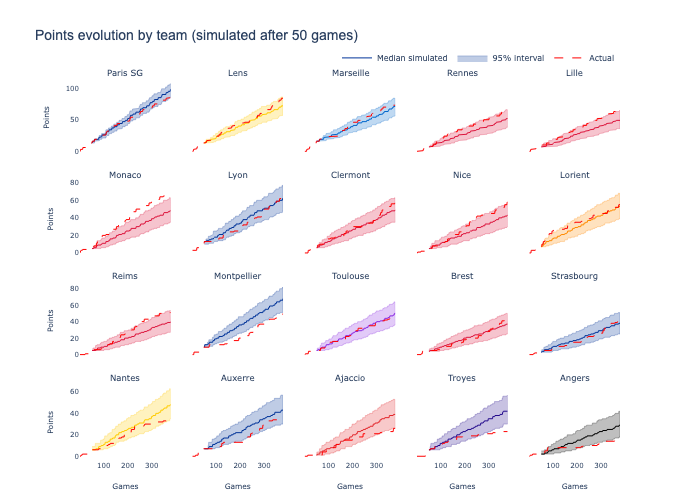 Points evolution by team (simulated after 50 games)
Median simulated 95% interval Actual
Paris SG Lens Marseille Rennes Lille
100
50
0
Points
Monaco Lyon Clermont Nice Lorient
80
60
40
20
0
Points
Reims Montpellier Toulouse Brest Strasbourg
80
60
40
20
0
Points
Nantes Auxerre Ajaccio Troyes Angers
60
40
20
0
Points
100 200 300 100 200 300 100 200 300 100 200 300 100 200 300
Games Games Games Games Games